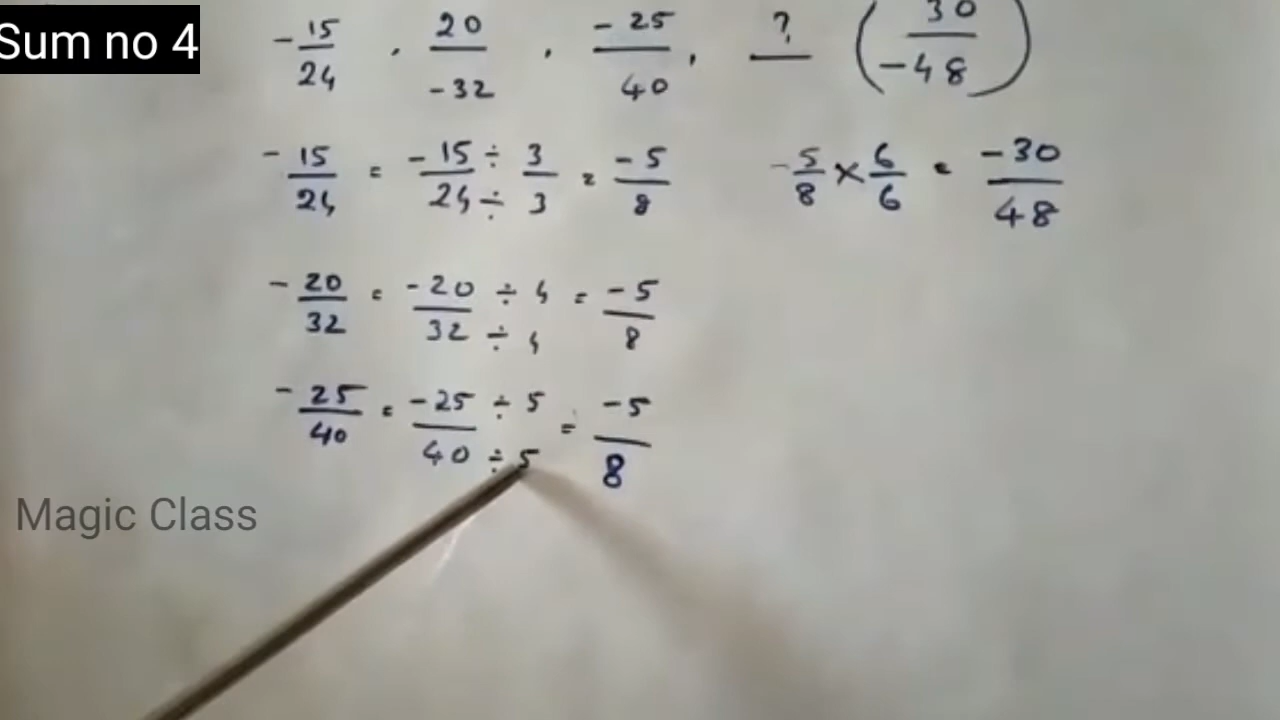 Sum no 4
-15/24 , 20/-32 , -25/40 , ? (30/-48)
-15/24 = -15÷/24÷ 3/3 = -5/8 -5/8 × 6/6 = -30/48
-20/32 = -20/32 ÷ 4/÷ 4 = -5/8
-25/40 = -25/40 ÷ 5/÷ 5 = -5/8
Magic Class